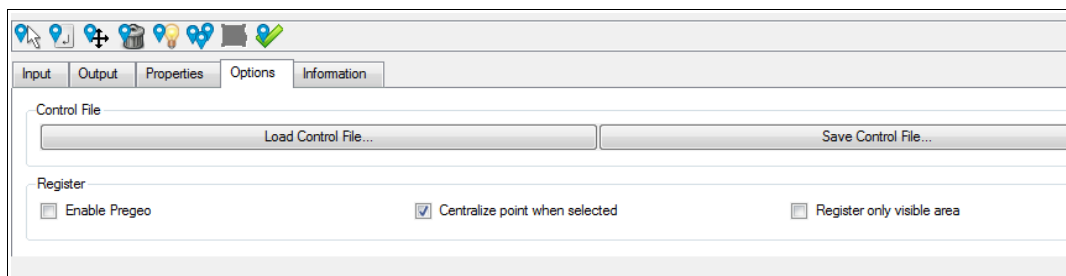 Input Output Properties Options Information
Control File
Load Control File... Save Control File...
Register
Enable Pregeo Centralize point when selected Register only visible area